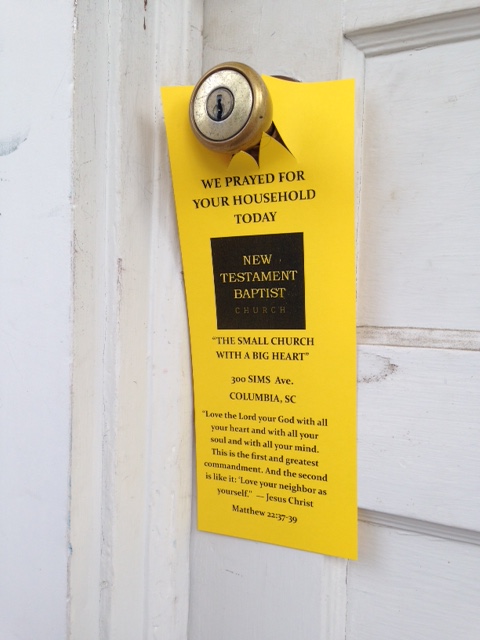 WE PRAYED FOR
YOUR HOUSEHOLD
TODAY
NEW
TESTAMENT
BAPTIST
CHURCH
"THE SMALL CHURCH
WITH A BIG HEART"
300 SIMS Ave.
COLUMBIA, SC
"Love the Lord your God with all
your heart and with all your
soul and with all your mind.
This is the first and greatest
commandment. And the second
is like it: 'Love your neighbor as
yourself." — Jesus Christ
Matthew 22:37-39